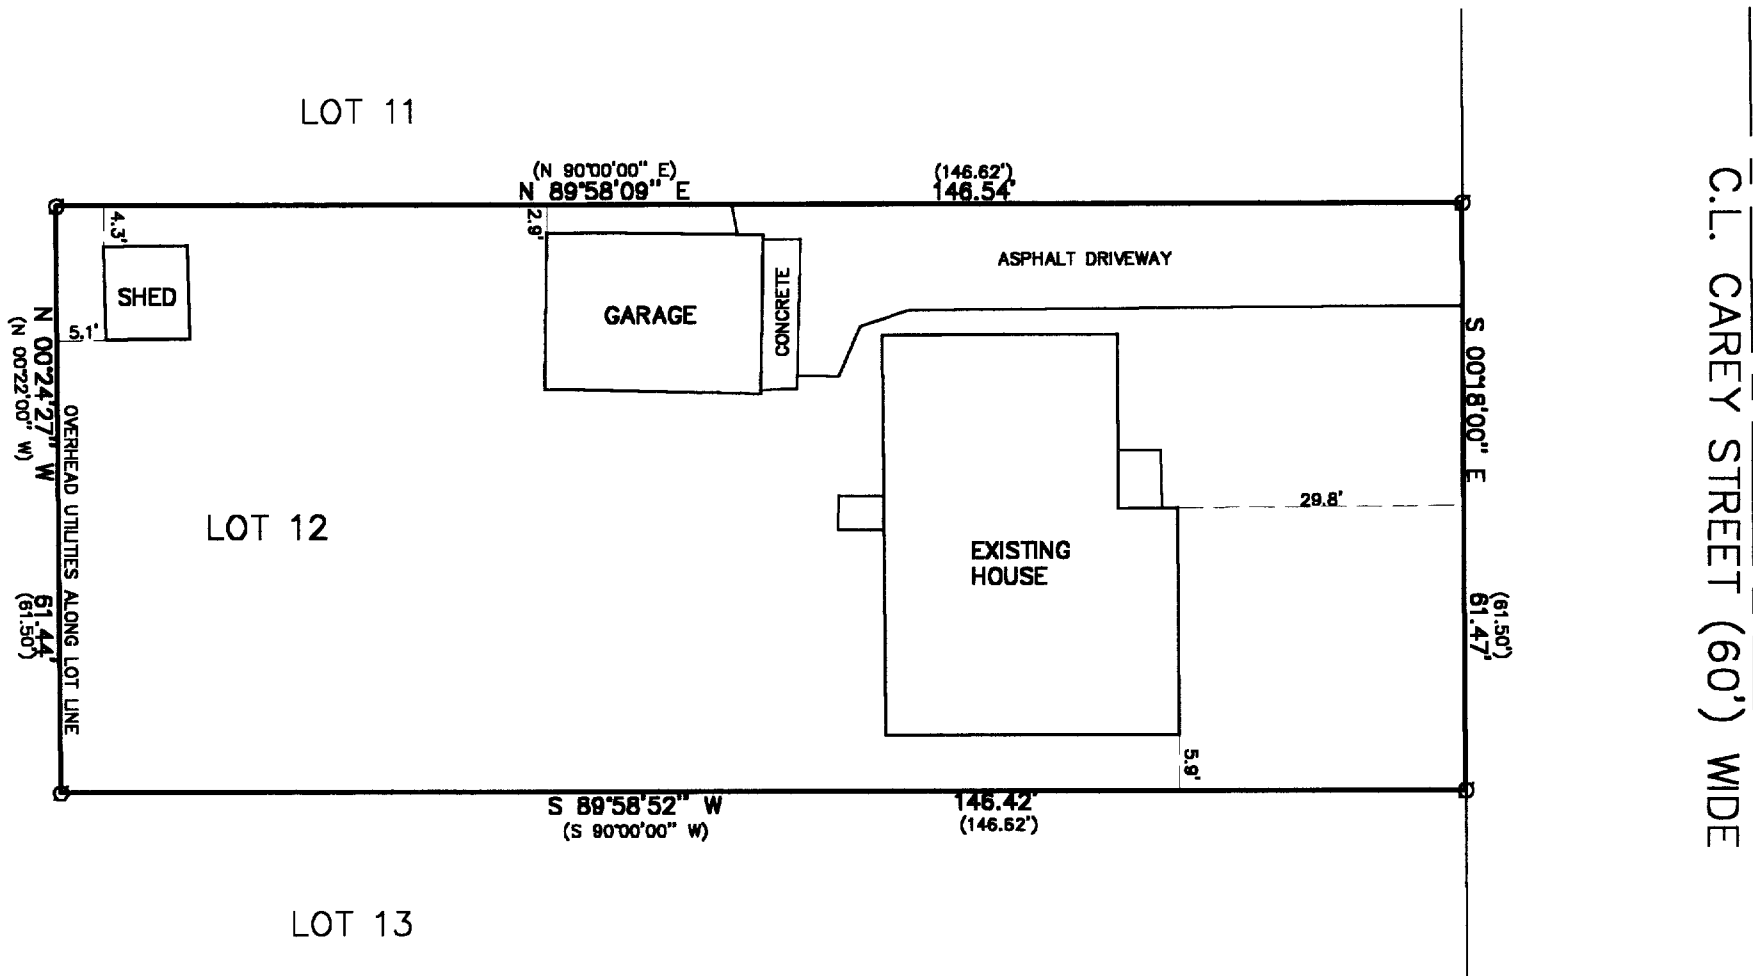 LOT 11
(N 90°00'00" E)
N 89°58'09" E
(146.62')
146.54'
4.3'
SHED
5.1'
2.9'
GARAGE
CONCRETE
ASPHALT DRIVEWAY
N 00°24'27" W
(N 00°22'00" W)
61.44'
(61.50')
OVERHEAD UTILITIES ALONG LOT LINE
LOT 12
EXISTING
HOUSE
29.8'
5.9'
S 00°18'00" E
(61.50')
61.47'
S 89°58'52" W
(S 90°00'00" W)
146.42'
(146.62')
LOT 13
C.L. CAREY STREET (60') WIDE